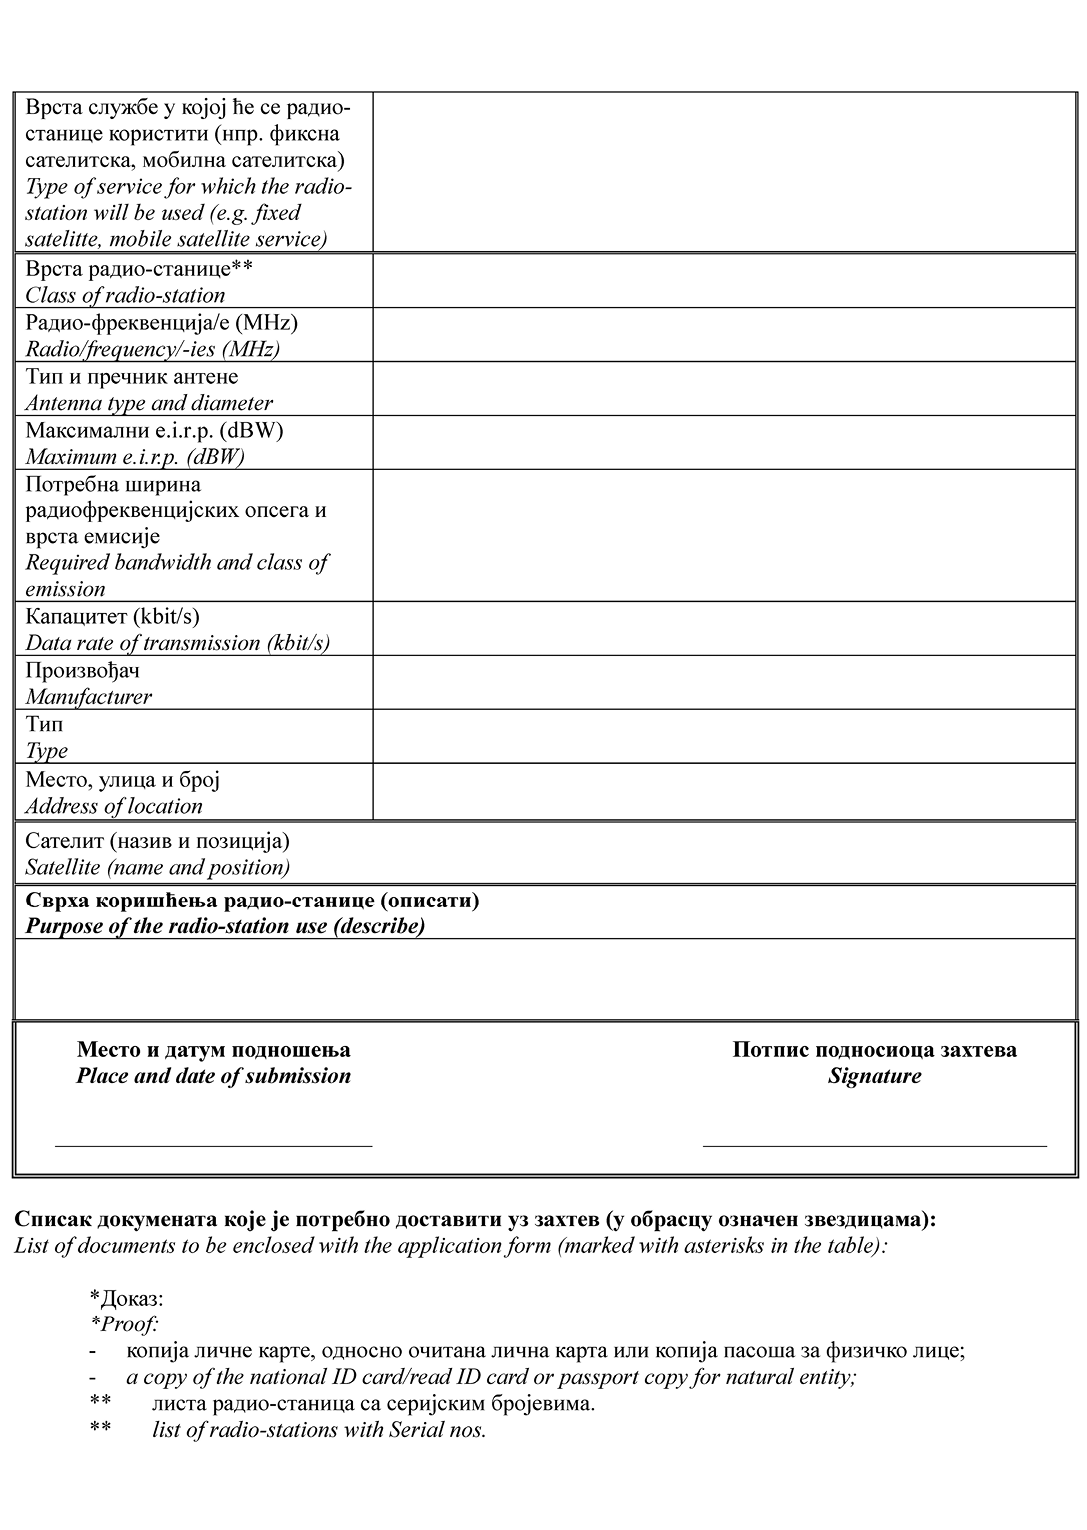 Врста службе у којој ће се радио-
станице користити (нпр. фиксна
сателитска, мобилна сателитска)
Type of service for which the radio-
station will be used (e.g. fixed
satelitte, mobile satellite service)
Врста радио-станице**
Class of radio-station
Радио-фреквенција/е (MHz)
Radio/frequency/-ies (MHz)
Тип и пречник антене
Antenna type and diameter
Максимални e.i.r.p. (dBW)
Maximum e.i.r.p. (dBW)
Потребна ширина
радиофреквенцијских опсега и
врста емисије
Required bandwidth and class of
emission
Капацитет (kbit/s)
Data rate of transmission (kbit/s)
Произвођач
Manufacturer
Тип
Type
Место, улица и број
Address of location
Сателит (назив и позиција)
Satellite (name and position)
Сврха коришћења радио-станице (описати)
Purpose of the radio-station use (describe)
Место и датум подношења
Place and date of submission
Потпис подносиоца захтева
Signature
Списак докумената које је потребно доставити уз захтев (у обрасцу означен звездицама):
List of documents to be enclosed with the application form (marked with asterisks in the table):
*Доказ:
*Proof:
- копија личне карте, односно очитана лична карта или копија пасоша за физичко лице;
- a copy of the national ID card/read ID card or passport copy for natural entity;
** листа радио-станица са серијским бројевима.
** list of radio-stations with Serial nos.